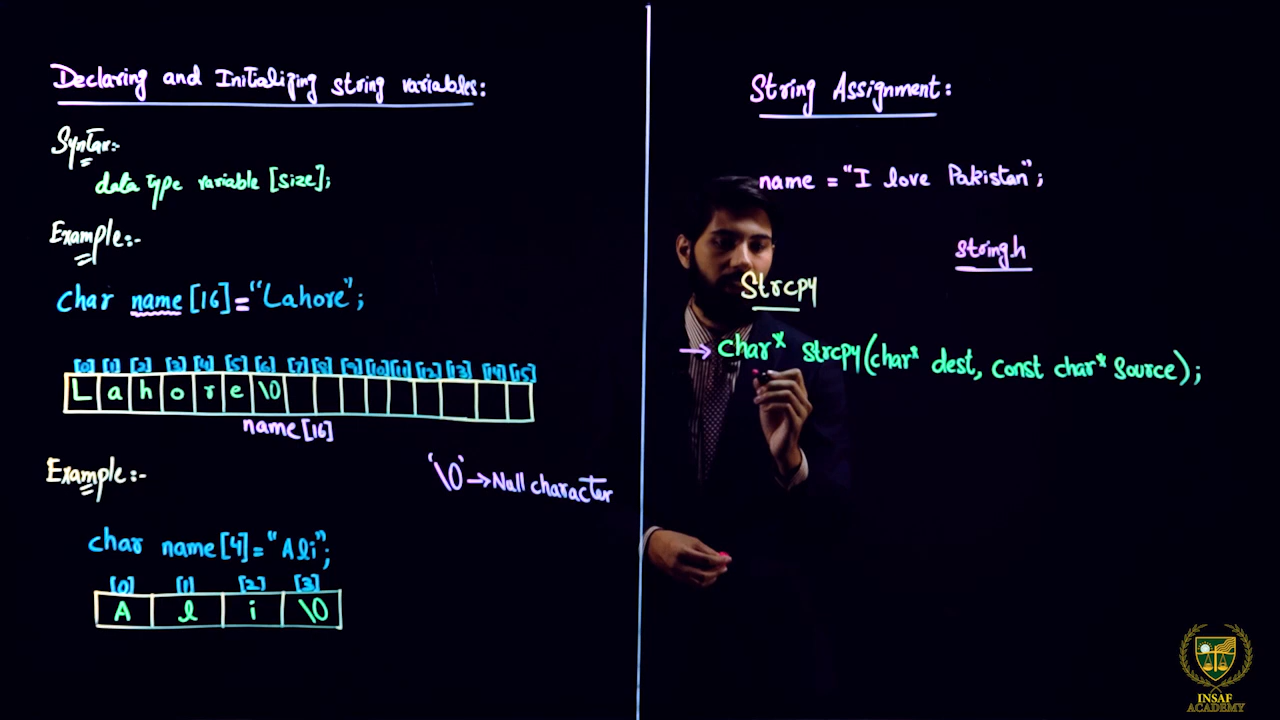 Declaring and Initializing string variables:
Syntax:-
data type variable [size];
Example:-
char name[16]="Lahore";
[0] [1] [2] [3] [4] [5] [6] [7] [8] [9] [10] [11] [12] [13] [14] [15]
L a h o r e \0
name[16]
Example:-
'\0' → Null character
char name[4]="Ali";
[0] [1] [2] [3]
A l i \0
String Assignment:
name = "I love Pakistan";
string.h
Strcpy
→ char* strcpy(char* dest, const char* Source);
INSAF
ACADEMY